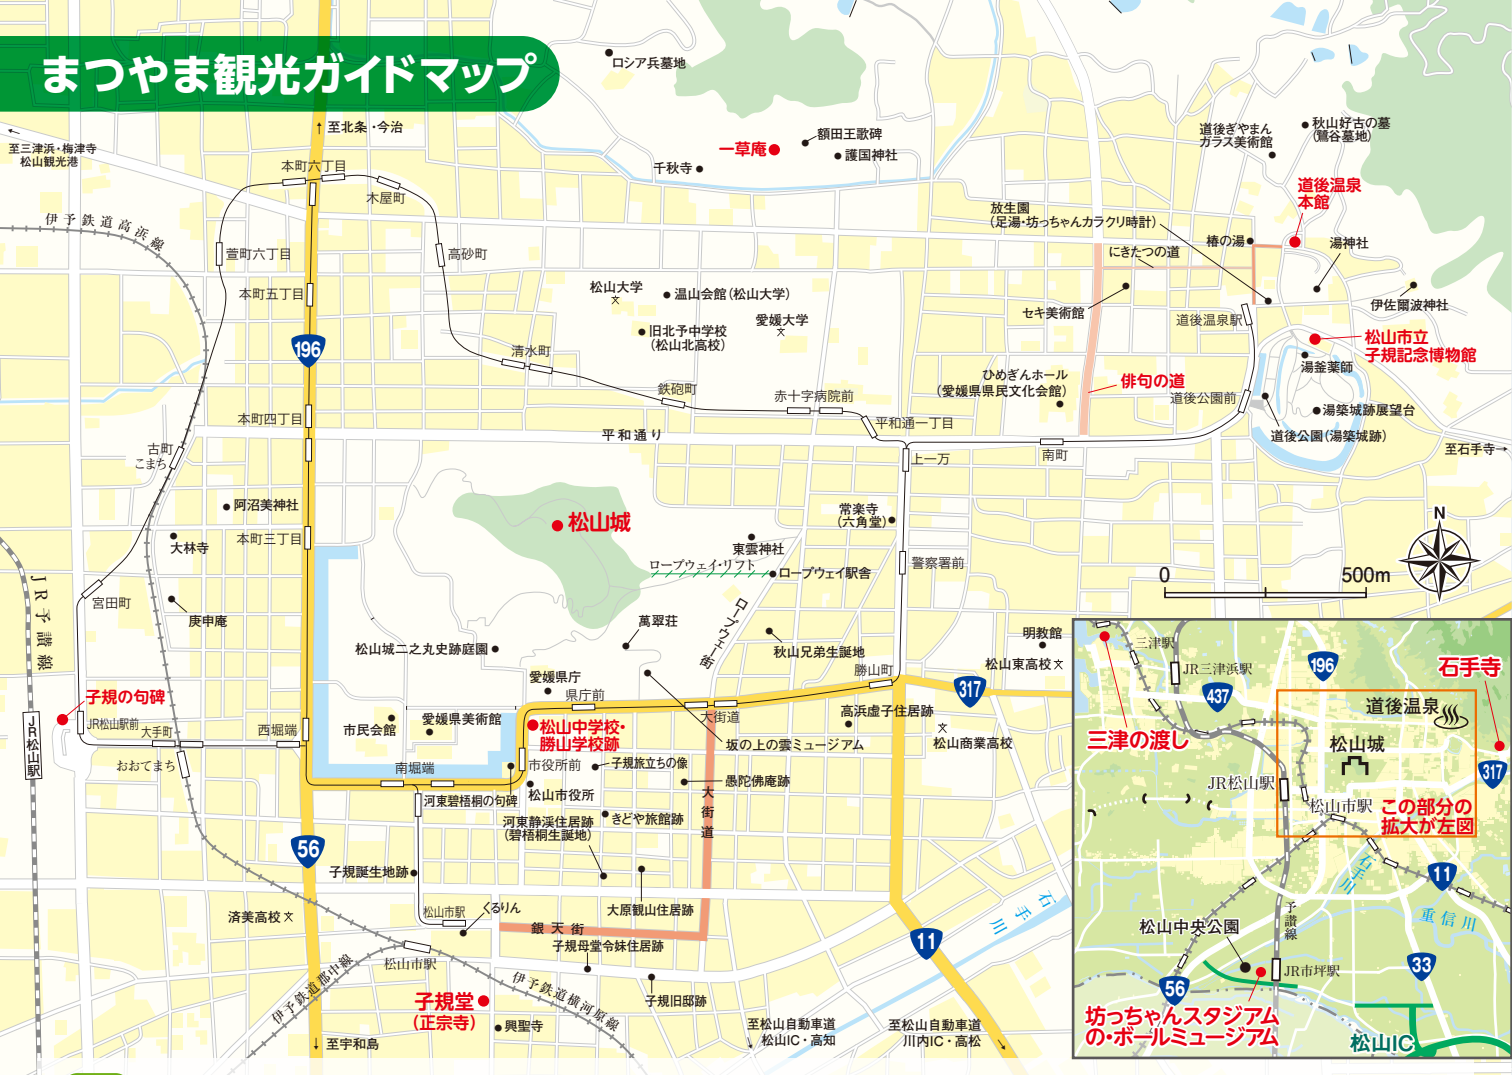 まつやま観光ガイドマップ
ロシア兵墓地
↑至北条・今治
至三津浜・梅津寺
松山観光港
本町六丁目
木屋町
一草庵
額田王歌碑
護国神社
千秋寺
道後ぎやまん
ガラス美術館
秋山好古の墓
(鷺谷墓地)
道後温泉
本館
放生園
(足湯・坊っちゃんカラクリ時計)
椿の湯
湯神社
にきたつの道
伊予鉄道高浜線
萱町六丁目
高砂町
本町五丁目
松山大学
温山会館(松山大学)
旧北予中学校
(松山北高校)
愛媛大学
セキ美術館
道後温泉駅
伊佐爾波神社
松山市立
子規記念博物館
湯釜薬師
196
清水町
鉄砲町
赤十字病院前
ひめぎんホール
(愛媛県県民文化会館)
俳句の道
道後公園前
湯築城跡展望台
道後公園(湯築城跡)
至石手寺→
本町四丁目
平和通り
平和通一丁目
上一万
南町
古町
こまち
阿沼美神社
大林寺
本町三丁目
松山城
常楽寺
(六角堂)
東雲神社
ロープウェイ・リフト
ロープウェイ駅舎
警察署前
N
0
500m
宮田町
庚申庵
JR予讃線
萬翠荘
ロープウェー街
秋山兄弟生誕地
明教館
松山東高校
松山城二之丸史跡庭園
愛媛県庁
県庁前
勝山町
317
子規の句碑
JR松山駅前
JR松山駅
大手町
おおてまち
西堀端
市民会館
愛媛県美術館
松山中学校・
勝山学校跡
大街道
高浜虚子住居跡
松山商業高校
坂の上の雲ミュージアム
南堀端
市役所前
子規旅立ちの像
愚陀佛庵跡
河東碧梧桐の句碑
松山市役所
河東静渓住居跡
(碧梧桐生誕地)
きどや旅館跡
大街道
56
子規誕生地跡
済美高校
松山市駅
くるりん
大原観山住居跡
銀天街
子規母堂令妹住居跡
石手川
11
松山市駅
伊予鉄道郡中線
伊予鉄道横河原線
子規堂
(正宗寺)
興聖寺
子規旧邸跡
↓至宇和島
至松山自動車道
松山IC・高知
至松山自動車道
川内IC・高松
三津駅
JR三津浜駅
437
196
石手寺
三津の渡し
道後温泉
松山城
317
JR松山駅
松山市駅
この部分の
拡大が左図
石手川
11
重信川
予讃線
松山中央公園
JR市坪駅
33
56
坊っちゃんスタジアム
の・ボールミュージアム
松山IC